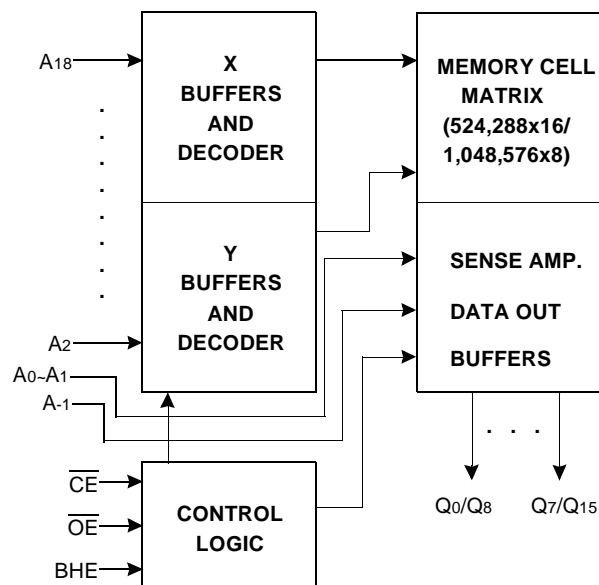 A18
X
BUFFERS
AND
DECODER
MEMORY CELL
MATRIX
(524,288x16/
1,048,576x8)
Y
BUFFERS
AND
DECODER
SENSE AMP.
DATA OUT
BUFFERS
A2
A0~A1
A-1
CE
OE
BHE
CONTROL
LOGIC
. . .
Q0/Q8
Q7/Q15